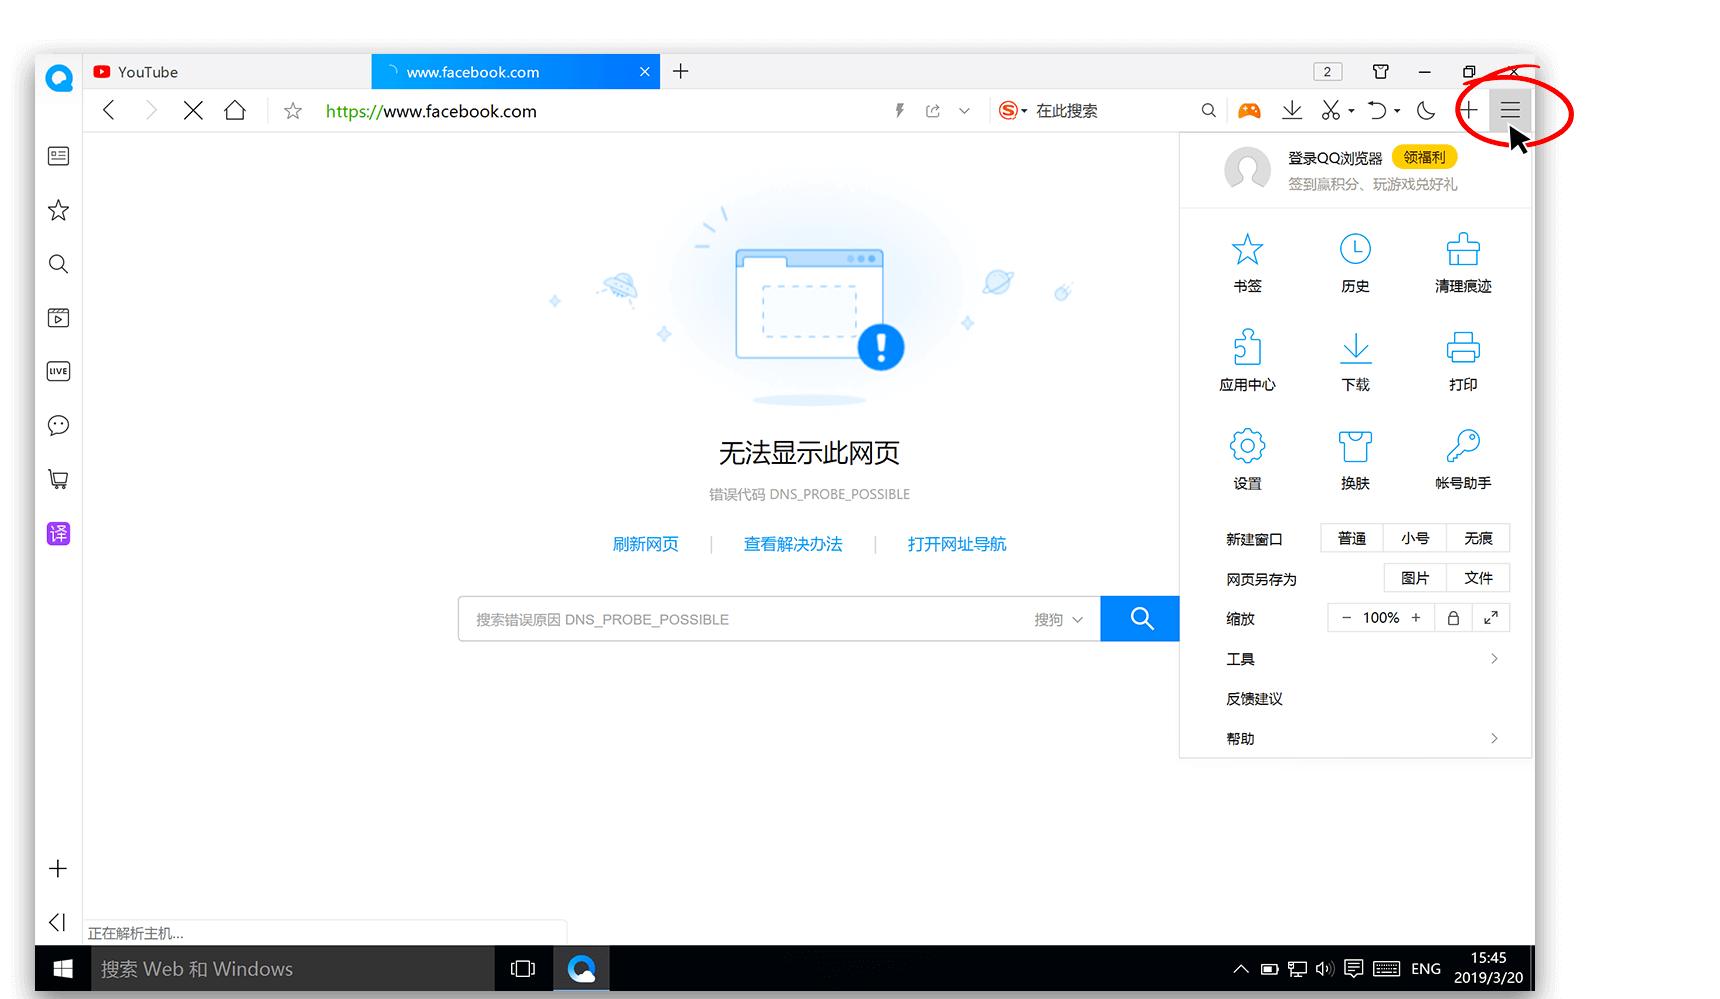 YouTube
www.facebook.com
2
https://www.facebook.com
在此搜索
登录QQ浏览器 领福利
签到赢积分、玩游戏兑好礼
书签 历史 清理痕迹
应用中心 下载 打印
设置 换肤 帐号助手
新建窗口 普通 小号 无痕
网页另存为 图片 文件
缩放 − 100% +
工具
反馈建议
帮助
LIVE
译
无法显示此网页
错误代码 DNS_PROBE_POSSIBLE
刷新网页 | 查看解决办法 | 打开网址导航
搜索错误原因 DNS_PROBE_POSSIBLE 搜狗
正在解析主机...
搜索 Web 和 Windows
ENG
15:45
2019/3/20